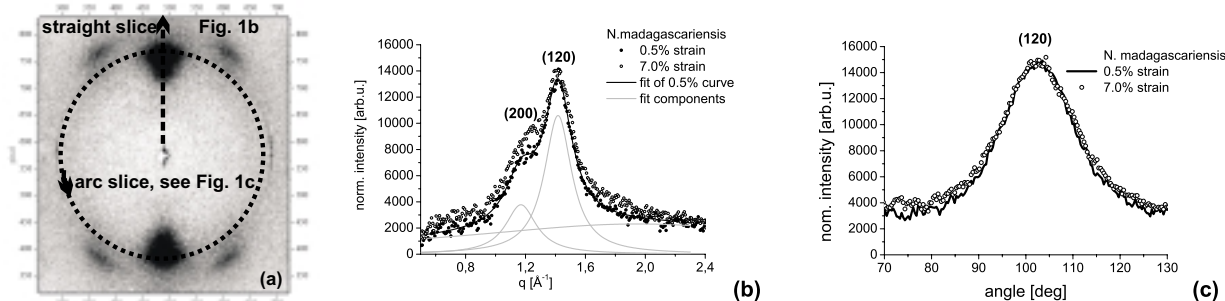 straight slice
Fig. 1b
arc slice, see Fig. 1c.
(a)
N.madagascariensis
0.5% strain
7.0% strain
fit of 0.5% curve
fit components
(120)
(200)
norm. intensity [arb.u.]
16000
14000
12000
10000
8000
6000
4000
2000
0
0,8
1,2
1,6
2,0
2,4
q [Å⁻¹]
(b)
(120)
N. madagascariensis
0.5% strain
7.0% strain
nom. intensity [arb.u.]
16000
14000
12000
10000
8000
6000
4000
2000
0
70
80
90
100
110
120
130
angle [deg]
(c)